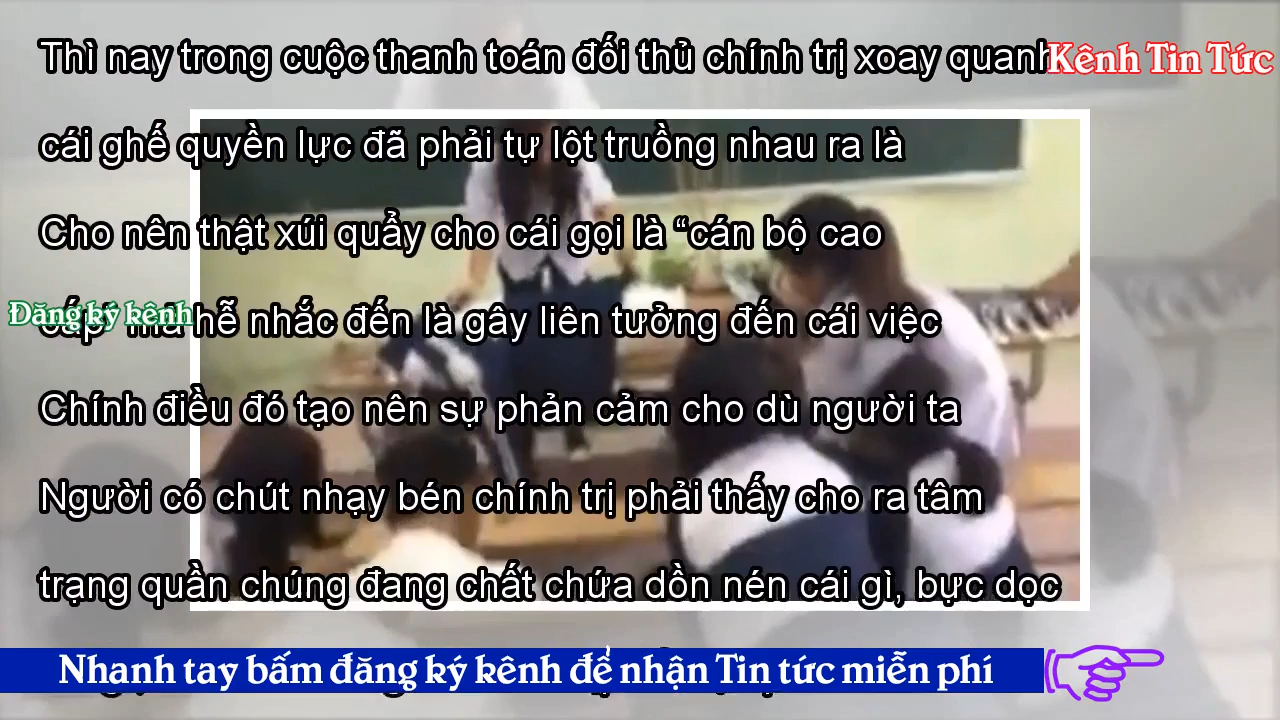 Thì nay trong cuộc thanh toán đối thủ chính trị xoay quanh
Kênh Tin Tức
cái ghế quyền lực đã phải tự lột truồng nhau ra là
Cho nên thật xúi quẩy cho cái gọi là “cán bộ cao
Đăng ký kênh
hễ nhắc đến là gây liên tưởng đến cái việc
Chính điều đó tạo nên sự phản cảm cho dù người ta
Người có chút nhạy bén chính trị phải thấy cho ra tâm
trạng quần chúng đang chất chứa dồn nén cái gì, bực dọc
Nhanh tay bấm đăng ký kênh để nhận Tin tức miễn phí